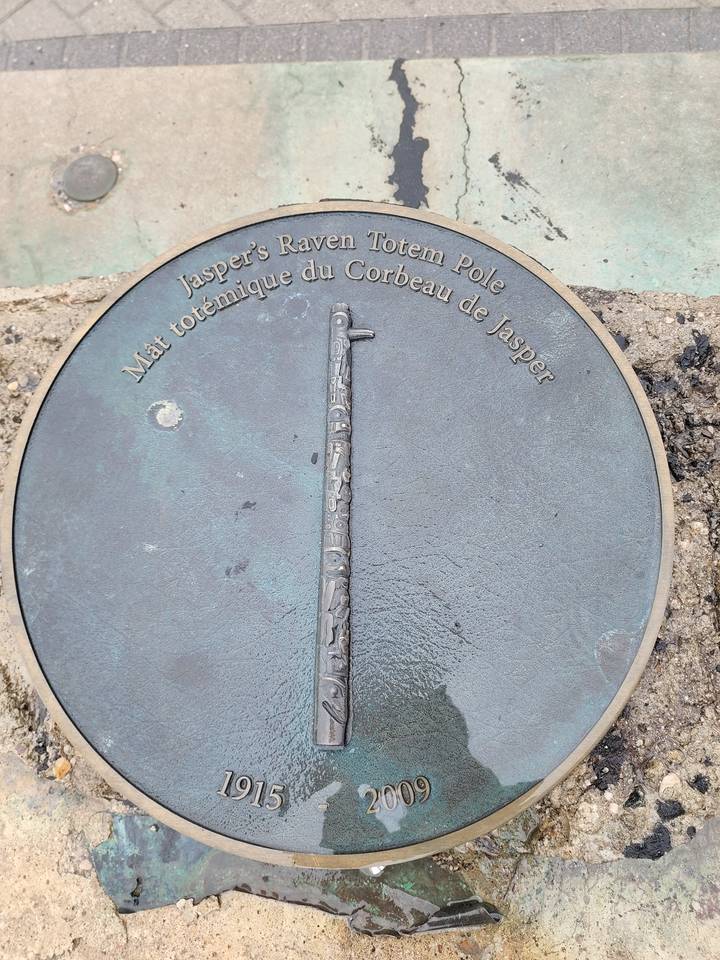 Jasper's Raven Totem Pole
Mât totémique du Corbeau de Jasper
1915 - 2009